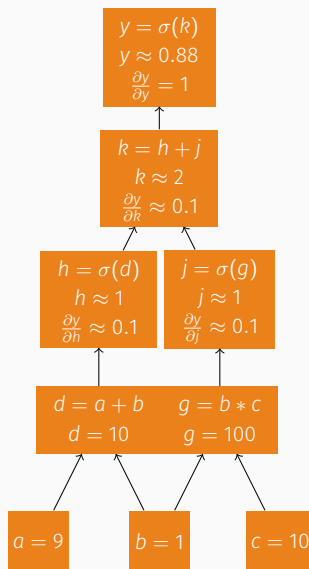 y = σ(k)
y ≈ 0.88
∂y/∂y = 1
k = h + j
k ≈ 2
∂y/∂k ≈ 0.1
h = σ(d)
h ≈ 1
∂y/∂h ≈ 0.1
j = σ(g)
j ≈ 1
∂y/∂j ≈ 0.1
d = a + b
d = 10
g = b ∗ c
g = 100
a = 9
b = 1
c = 10